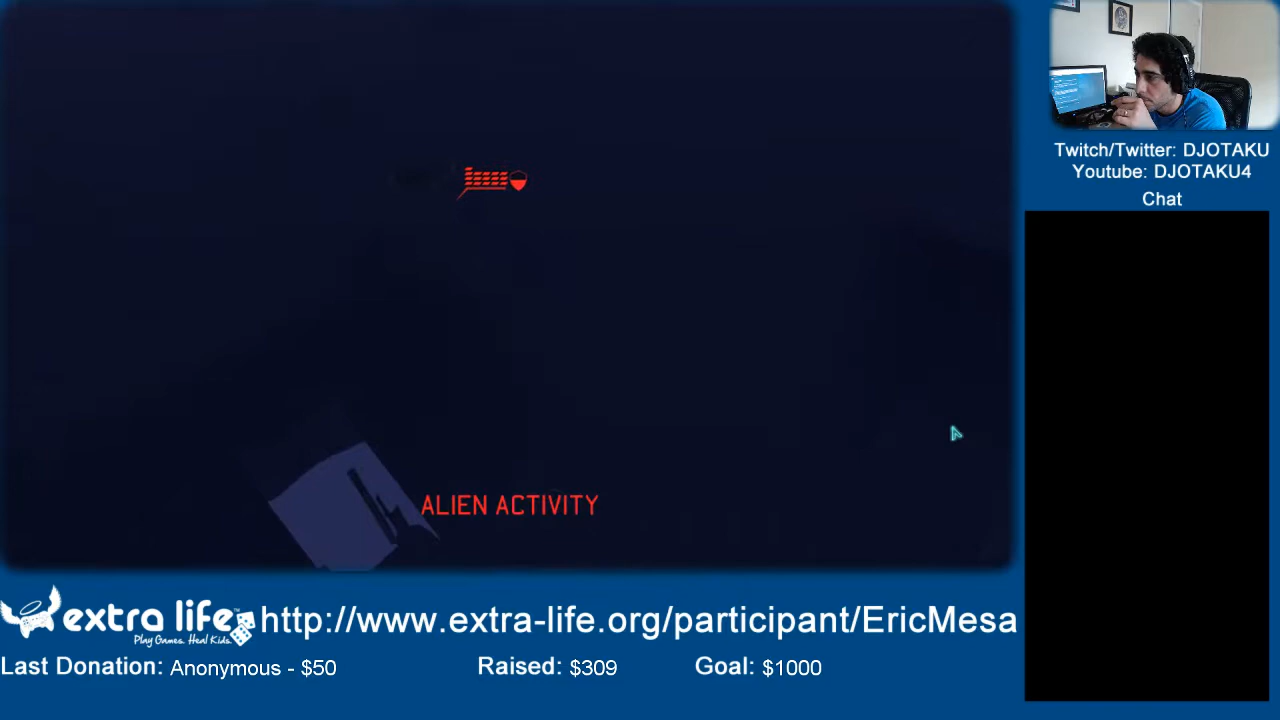 Twitch/Twitter: DJOTAKU
Youtube: DJOTAKU4
Chat
ALIEN ACTIVITY
extra life
Play Games. Heal Kids.
http://www.extra-life.org/participant/EricMesa
Last Donation: Anonymous - $50
Raised: $309
Goal: $1000